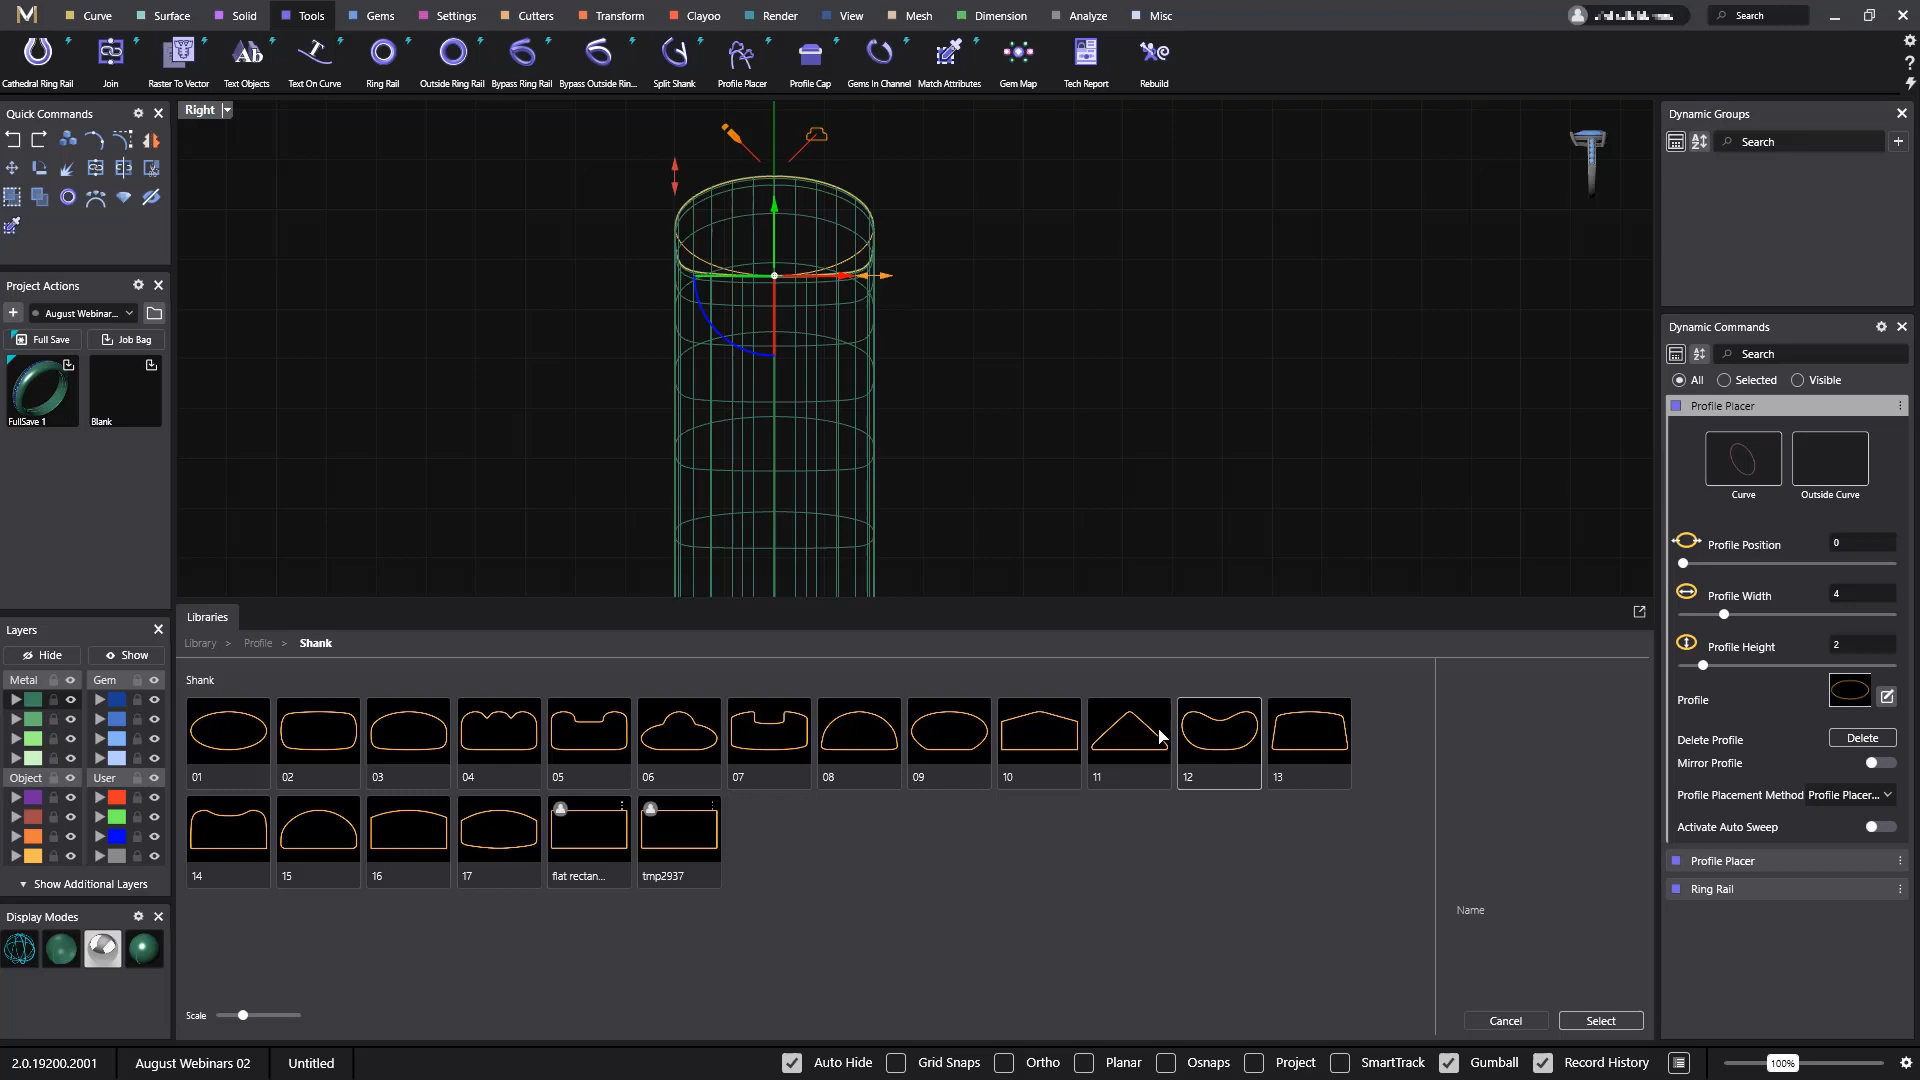 Curve
Surface
Solid
Tools
Gems
Settings
Cutters
Transform
Clayoo
Render
View
Mesh
Dimension
Analyze
Misc
Search
Cathedral Ring Rail
Join
Raster To Vector
Text Objects
Text On Curve
Ring Rail
Outside Ring Rail
Bypass Ring Rail
Bypass Outside Rin...
Split Shank
Profile Placer
Profile Cap
Gems In Channel
Match Attributes
Gem Map
Tech Report
Rebuild
Quick Commands
Right
Dynamic Groups
Search
Project Actions
August Webinar...
Full Save
Job Bag
FullSave 1
Blank
Dynamic Commands
Search
All
Selected
Visible
Profile Placer
Curve
Outside Curve
Profile Position
0
Profile Width
4
Profile Height
2
Profile
Delete Profile
Delete
Mirror Profile
Profile Placement Method
Profile Placer...
Activate Auto Sweep
Profile Placer
Ring Rail
Layers
Hide
Show
Metal
Gem
Object
User
Show Additional Layers
Display Modes
Libraries
Library >
Profile >
Shank
Shank
01
02
03
04
05
06
07
08
09
10
11
12
13
14
15
16
17
flat rectan...
tmp2937
Name
Scale
Cancel
Select
2.0.19200.2001
August Webinars 02
Untitled
Auto Hide
Grid Snaps
Ortho
Planar
Osnaps
Project
SmartTrack
Gumball
Record History
100%